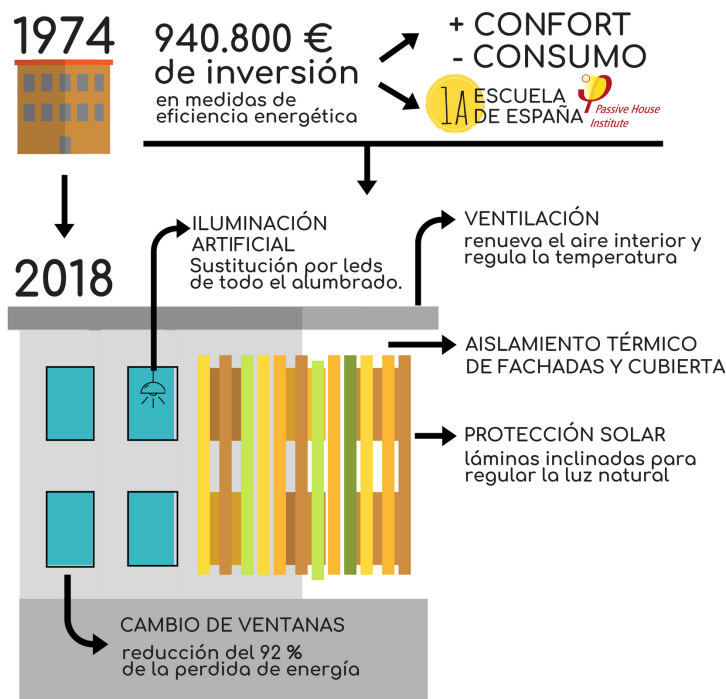 1974
940.800 €
de inversión
en medidas de
eficiencia energética
+ CONFORT
- CONSUMO
1A ESCUELA
DE ESPAÑA
Passive House
Institute
2018
ILUMINACIÓN
ARTIFICIAL
Sustitución por leds
de todo el alumbrado.
VENTILACIÓN
renueva el aire interior y
regula la temperatura
AISLAMIENTO TÉRMICO
DE FACHADAS Y CUBIERTA
PROTECCIÓN SOLAR
láminas inclinadas para
regular la luz natural
CAMBIO DE VENTANAS
reducción del 92 %
de la perdida de energía